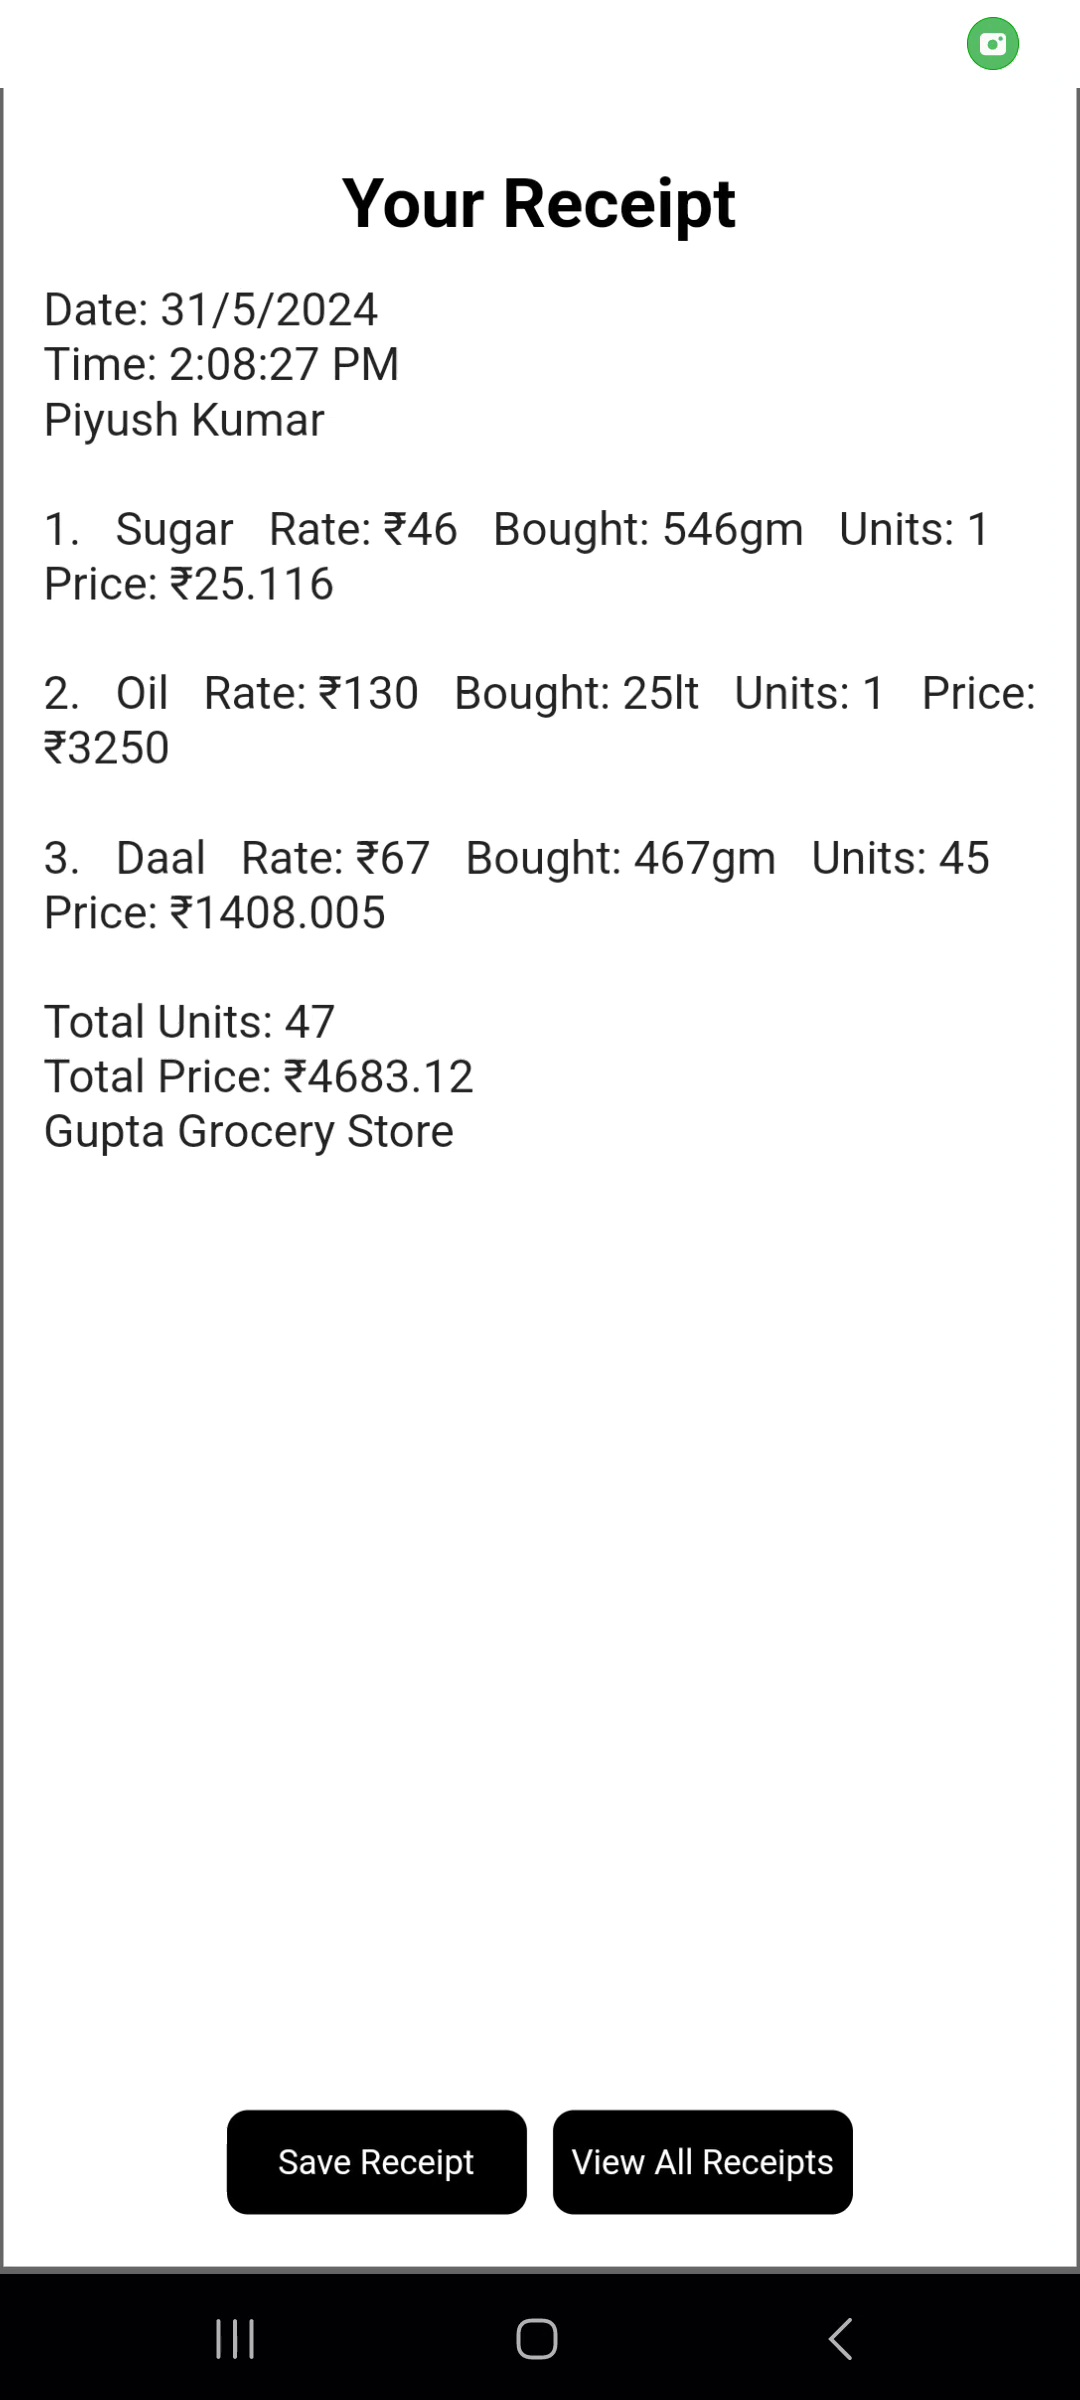 Your Receipt
Date: 31/5/2024
Time: 2:08:27 PM
Piyush Kumar
1. Sugar Rate: ₹46 Bought: 546gm Units: 1
Price: ₹25.116
2. Oil Rate: ₹130 Bought: 25lt Units: 1 Price:
₹3250
3. Daal Rate: ₹67 Bought: 467gm Units: 45
Price: ₹1408.005
Total Units: 47
Total Price: ₹4683.12
Gupta Grocery Store
Save Receipt View All Receipts